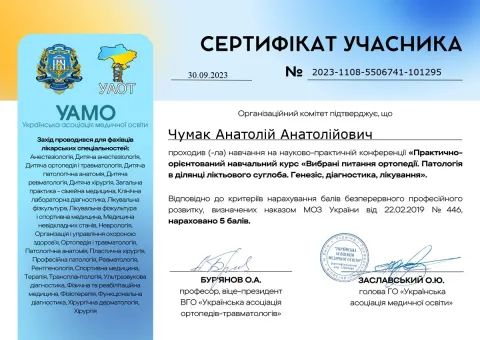 СЕРТИФІКАТ УЧАСНИКА
30.09.2023
№ 2023-1108-5506741-101295
УАОТ
УАМО
Українська асоціація медичної освіти
Захід проводився для фахівців
лікарських спеціальностей:
Анестезіологія, Дитяча анестезіологія,
Дитяча ортопедія і травматологія, Дитяча
патологічна анатомія, Дитяча
ревматологія, Дитяча хірургія, Загальна
практика – сімейна медицина, Клінічна
лабораторна діагностика, Лікувальна
фізкультура, Лікувальна фізкультура
і спортивна медицина, Медицина
невідкладних станів, Неврологія,
Організація і управління охороною
здоров'я, Ортопедія і травматологія,
Патологічна анатомія, Пластична хірургія,
Професійна патологія, Ревматологія,
Рентгенологія, Спортивна медицина,
Терапія, Трансплантологія, Ультразвукова
діагностика, Фізична та реабілітаційна
медицина, Фізіотерапія, Функціональна
діагностика, Хірургічна дерматологія,
Хірургія
Організаційний комітет підтверджує, що
Чумак Анатолій Анатолійович
проходив (-ла) навчання на науково-практичній конференції «Практично-
орієнтований навчальний курс «Вибрані питання ортопедії. Патологія
в ділянці ліктьового суглоба. Генезіс, діагностика, лікування».
Відповідно до критеріїв нарахування балів безперервного професійного
розвитку, визначених наказом МОЗ України від 22.02.2019 № 446,
нараховано 5 балів.
БУР'ЯНОВ О.А.
професор, віце-президент
ВГО «Українська асоціація
ортопедів-травматологів»
ЗАСЛАВСЬКИЙ О.Ю.
голова ГО «Українська
асоціація медичної освіти»